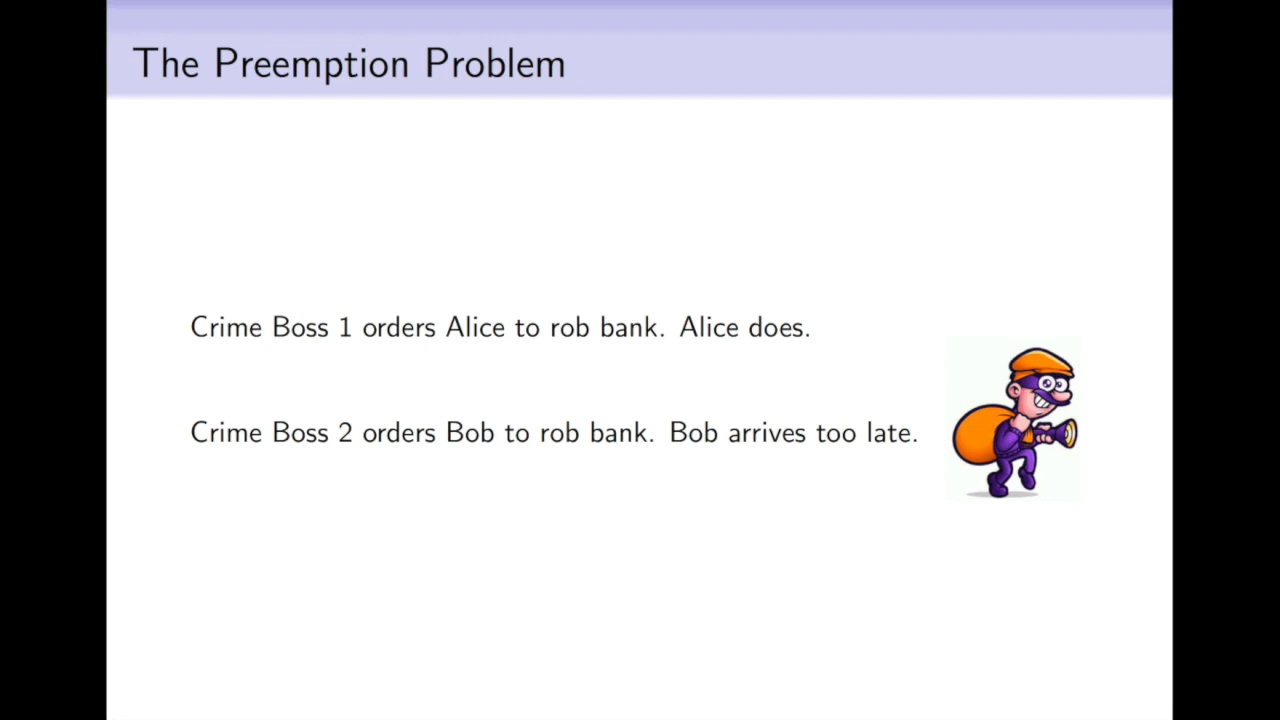 The Preemption Problem
Crime Boss 1 orders Alice to rob bank. Alice does.
Crime Boss 2 orders Bob to rob bank. Bob arrives too late.